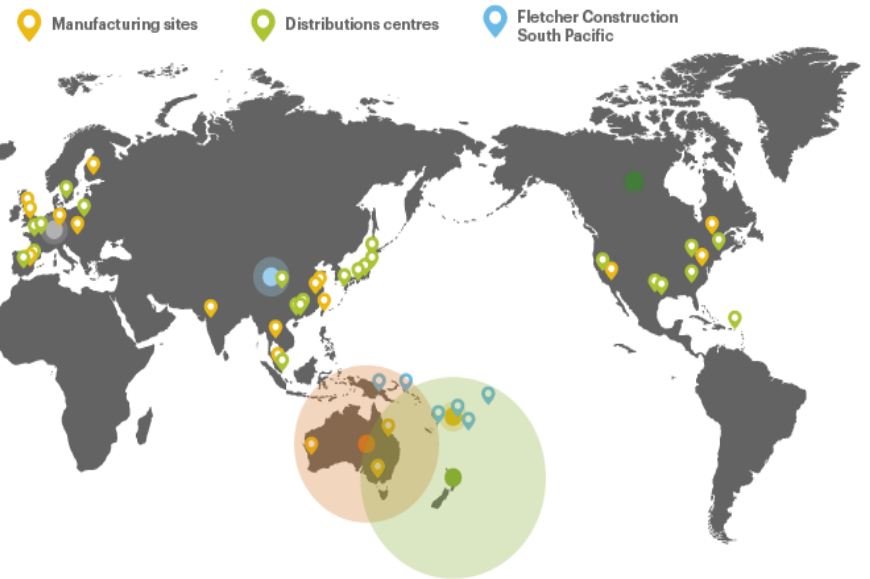 Manufacturing sites
Distributions centres
Fletcher Construction
South Pacific